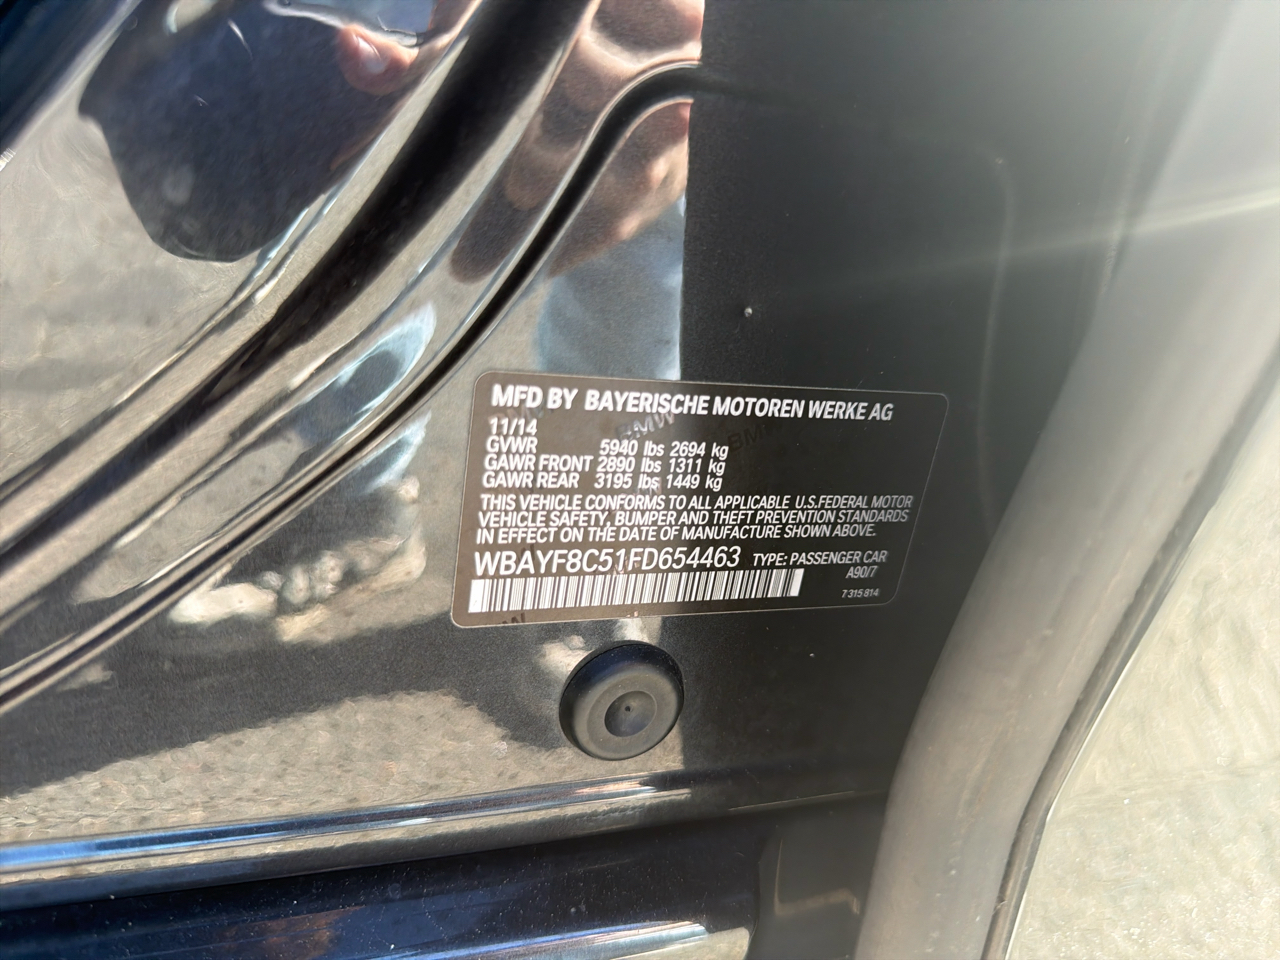 MFD BY BAYERISCHE MOTOREN WERKE AG
11/14
GVWR 5940 lbs 2694 kg
GAWR FRONT 2890 lbs 1311 kg
GAWR REAR 3195 lbs 1449 kg
THIS VEHICLE CONFORMS TO ALL APPLICABLE U.S.FEDERAL MOTOR
VEHICLE SAFETY, BUMPER AND THEFT PREVENTION STANDARDS
IN EFFECT ON THE DATE OF MANUFACTURE SHOWN ABOVE.
WBAYF8C51FD654463 TYPE: PASSENGER CAR
A90/7
7 315 814
BMW
BMW
BMW